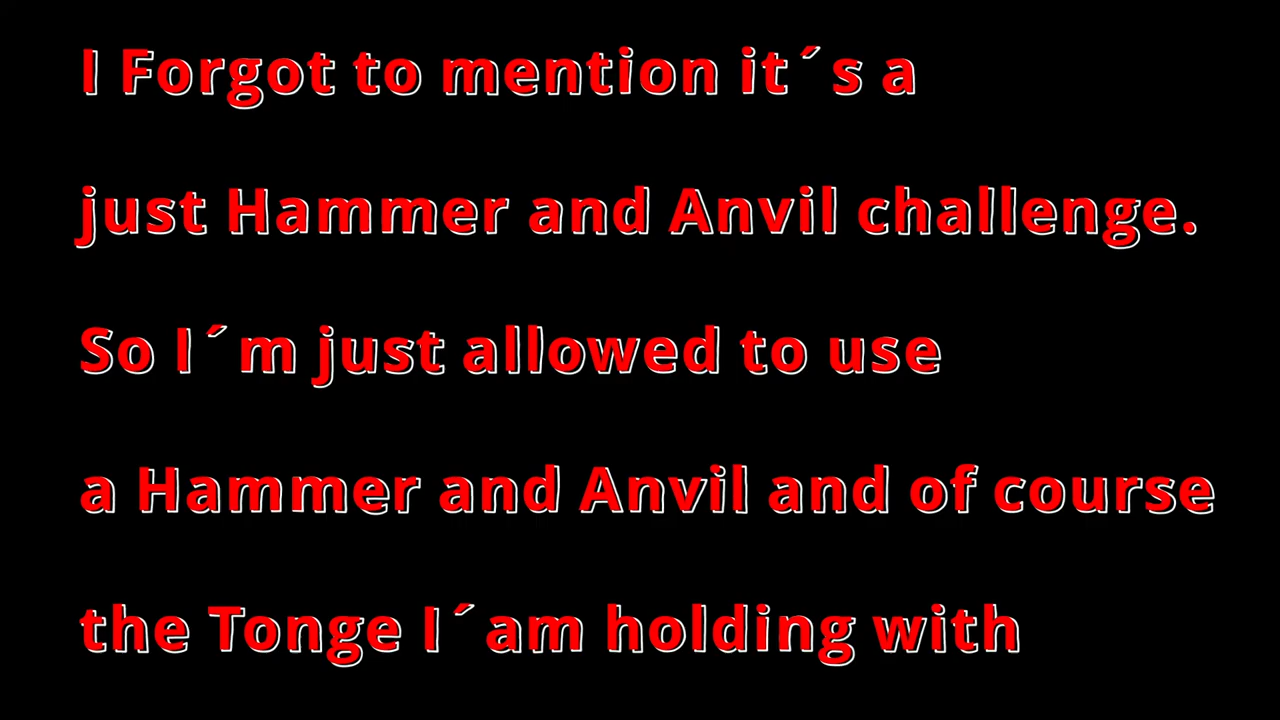 I Forgot to mention it´s a
just Hammer and Anvil challenge.
So I´m just allowed to use
a Hammer and Anvil and of course
the Tonge I´am holding with